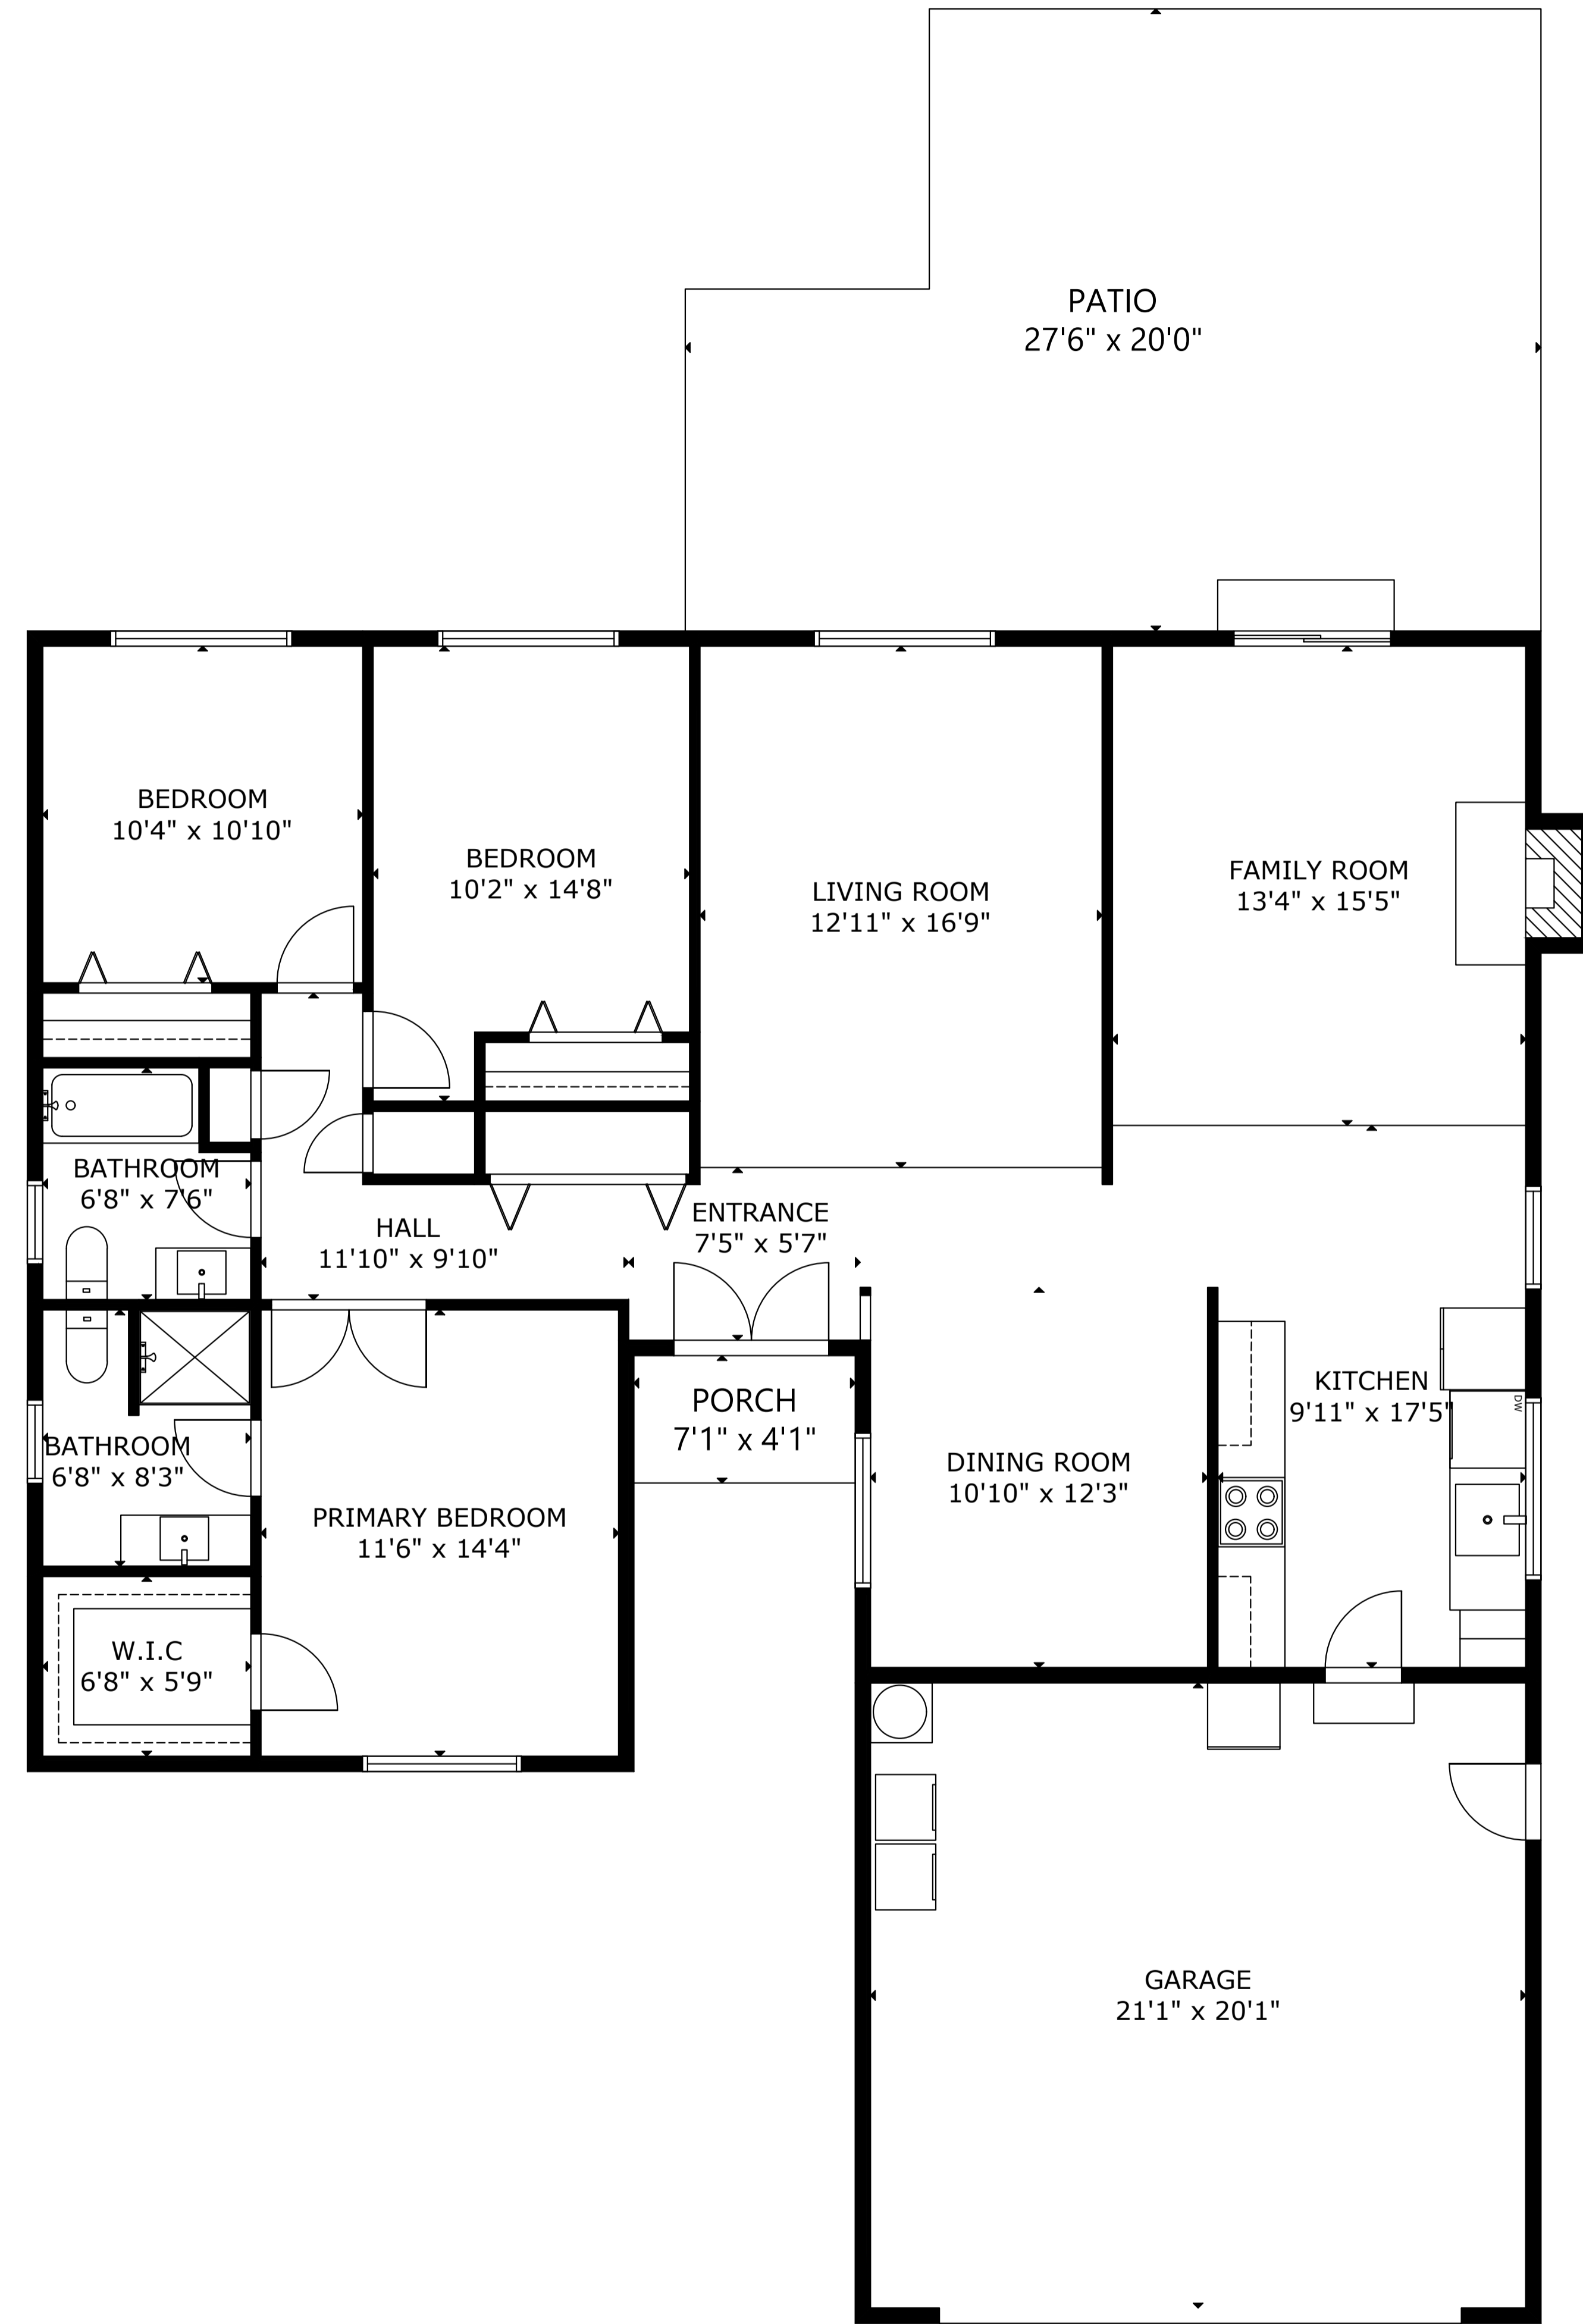 PATIO
27'6" x 20'0"
BEDROOM
10'4" x 10'10"
BEDROOM
10'2" x 14'8"
LIVING ROOM
12'11" x 16'9"
FAMILY ROOM
13'4" x 15'5"
BATHROOM
6'8" x 7'6"
HALL
11'10" x 9'10"
ENTRANCE
7'5" x 5'7"
PORCH
7'1" x 4'1"
KITCHEN
9'11" x 17'5"
DW
BATHROOM
6'8" x 8'3"
DINING ROOM
10'10" x 12'3"
PRIMARY BEDROOM
11'6" x 14'4"
W.I.C
6'8" x 5'9"
GARAGE
21'1" x 20'1"